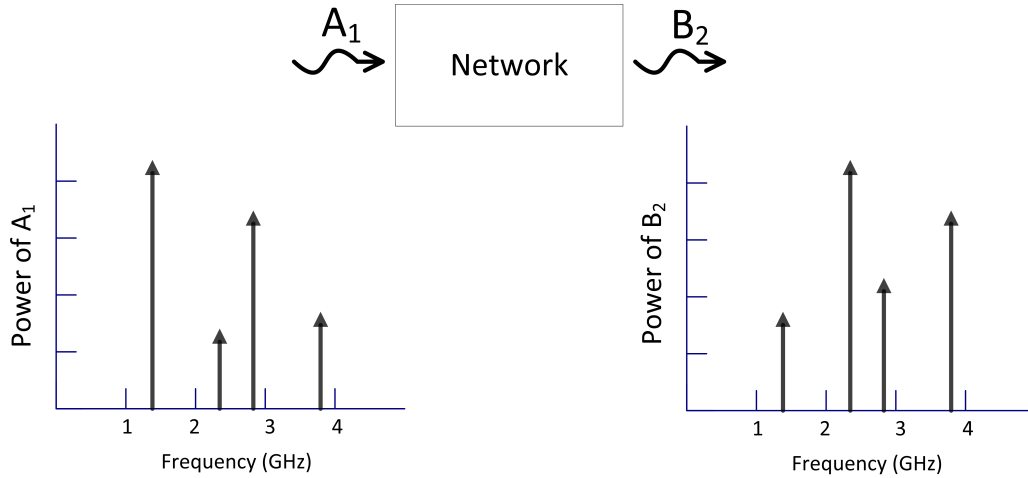 A₁
B₂
Network
Power of A₁
1 2 3 4
Frequency (GHz)
Power of B₂
1 2 3 4
Frequency (GHz)